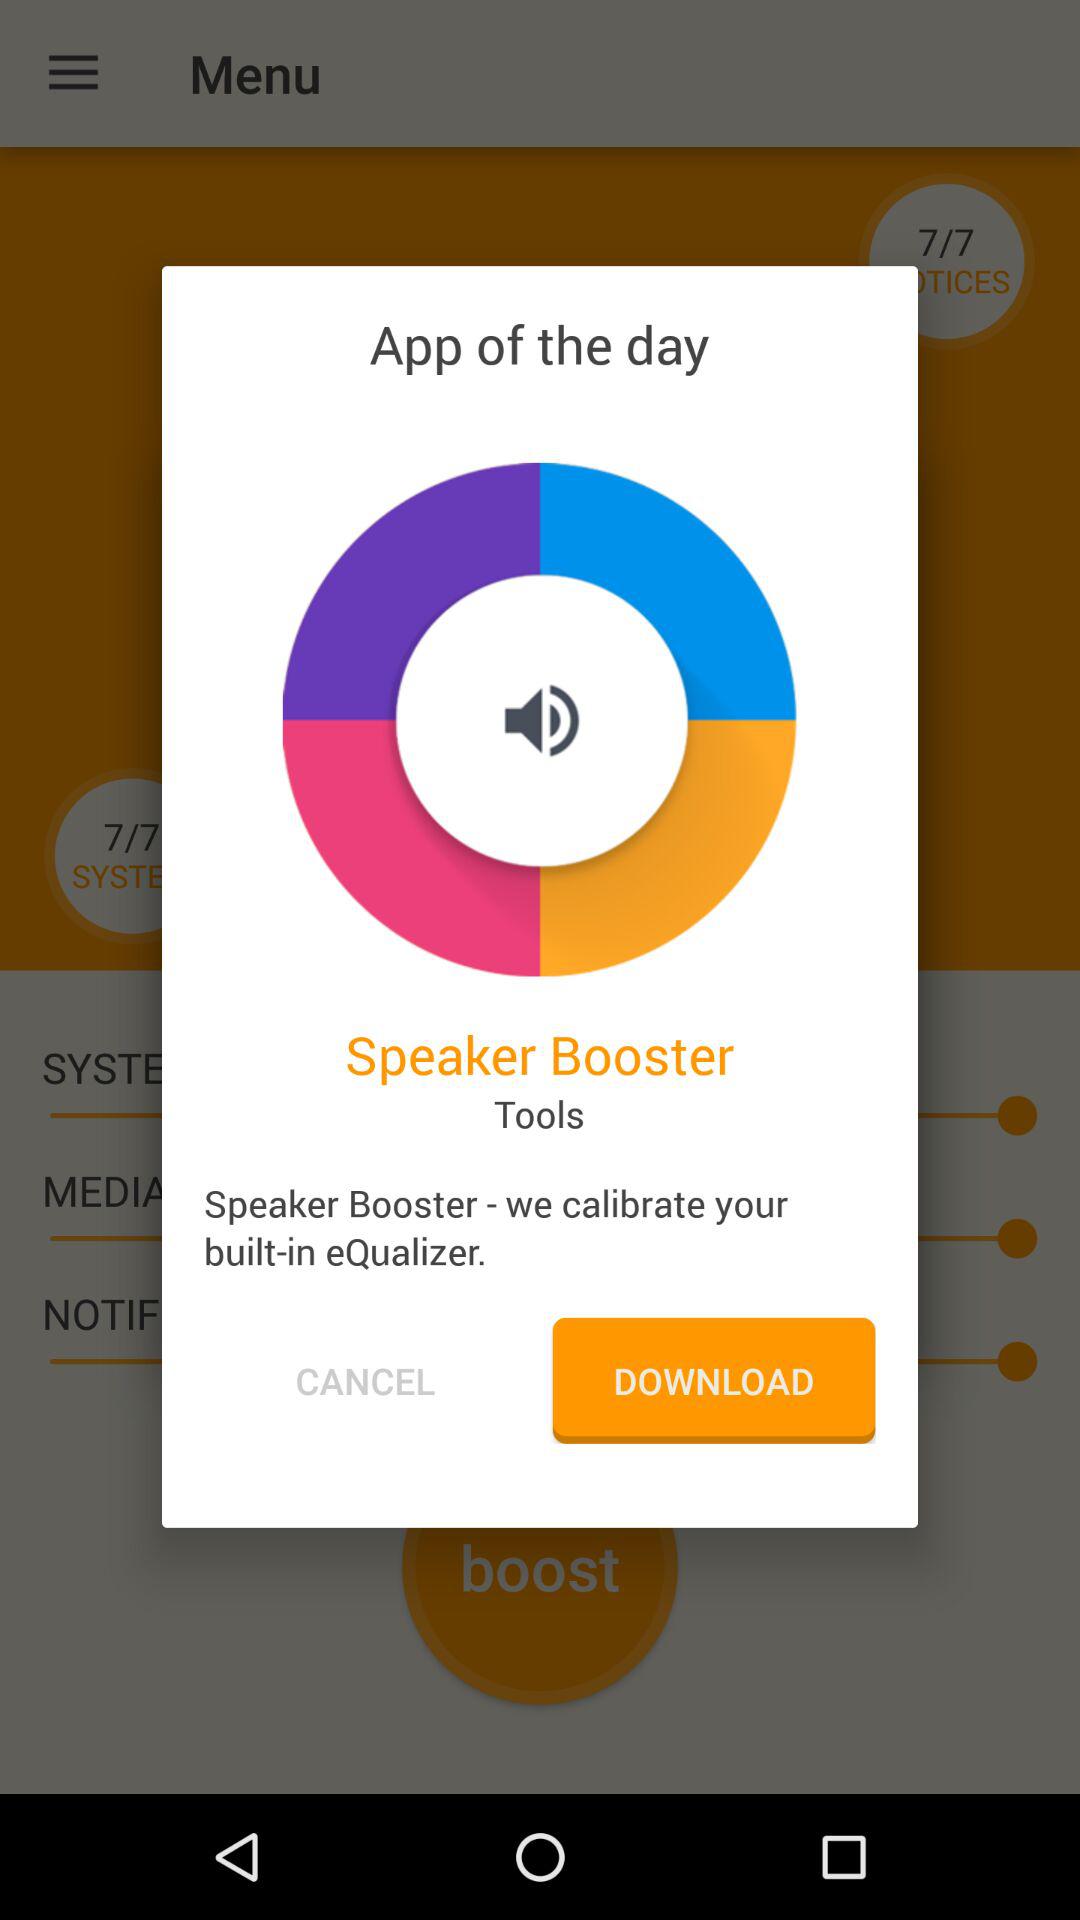 Menu
7/7
OTICES
App of the day
7/7
SYSTE
Speaker Booster
Tools
SYSTE
MEDIA
Speaker Booster - we calibrate your
built-in eQualizer.
NOTIF
CANCEL
DOWNLOAD
boost